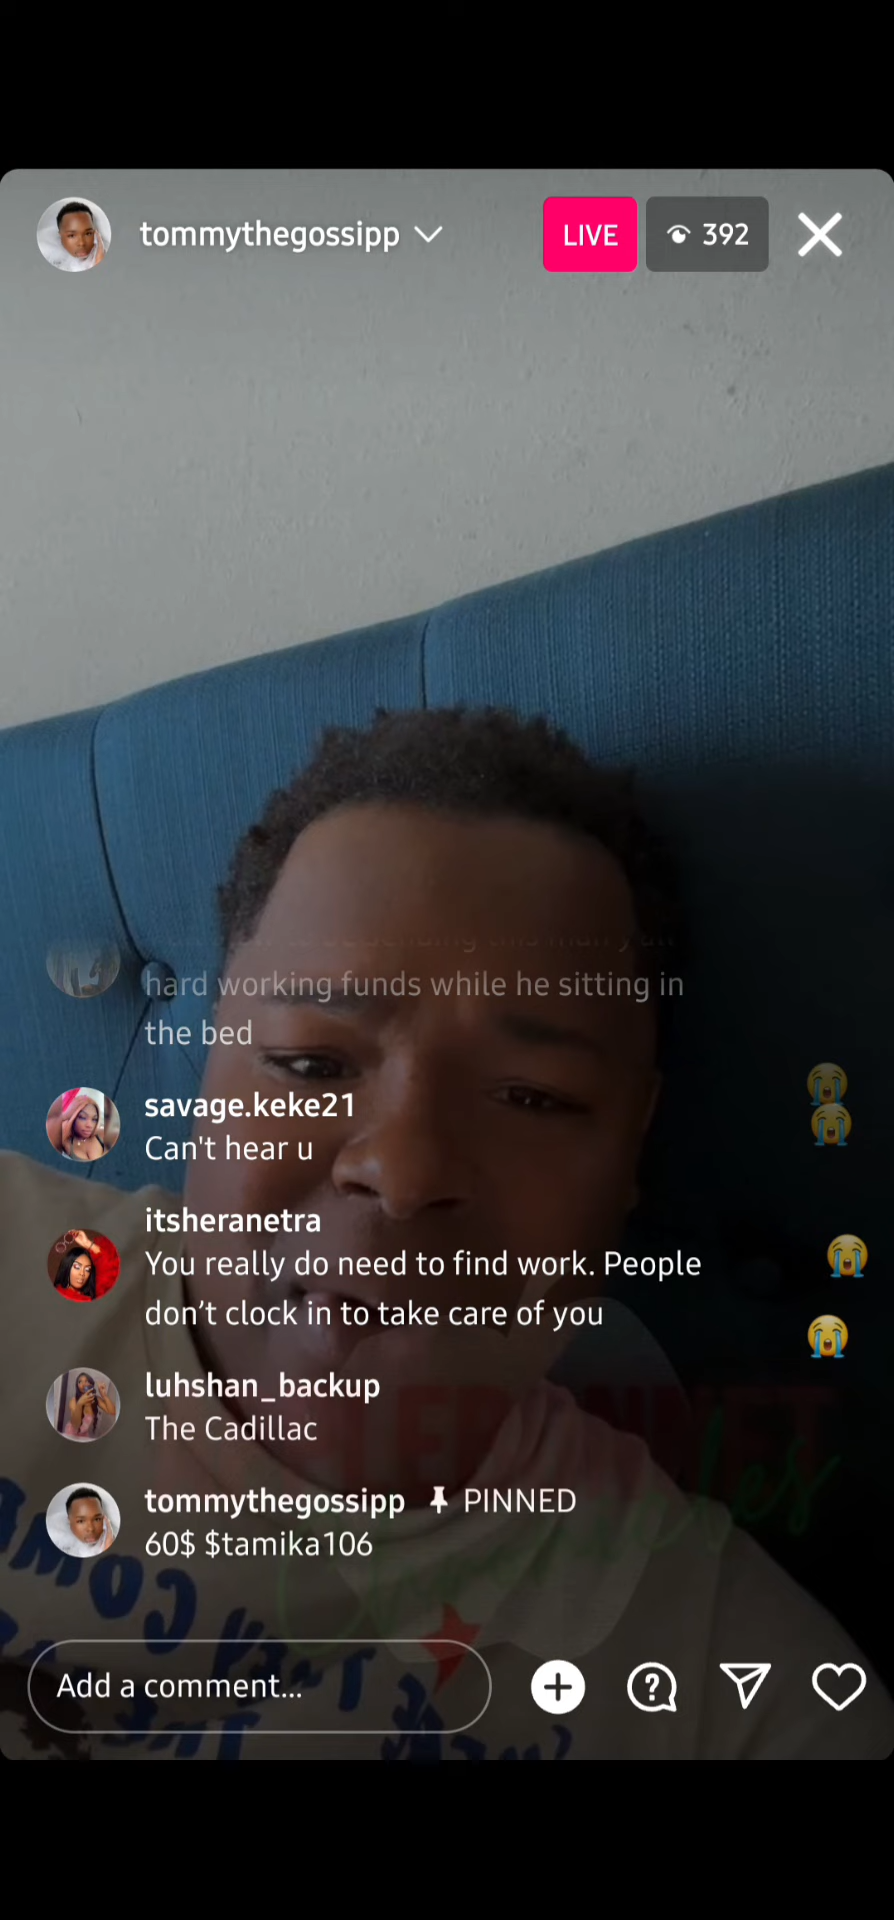 tommythegossipp
LIVE
392
hard working funds while he sitting in
the bed
savage.keke21
Can't hear u
itsheranetra
You really do need to find work. People
don’t clock in to take care of you
luhshan_backup
The Cadillac
tommythegossipp PINNED
60$ $tamika106
Add a comment...